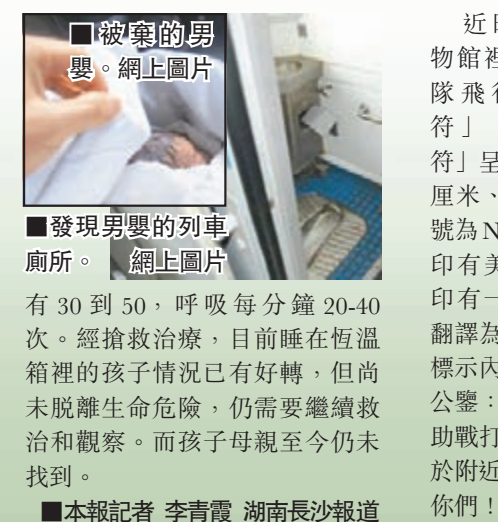 ■被棄的男
嬰。網上圖片
■發現男嬰的列車
廁所。 網上圖片
有 30 到 50，呼吸每分鐘 20-40
次。經搶救治療，目前睡在恆溫
箱裡的孩子情況已有好轉，但尚
未脫離生命危險，仍需要繼續救
治和觀察。而孩子母親至今仍未
找到。
■本報記者 李青霞 湖南長沙報道
近日
物館裡
隊飛行
符」
符」呈
厘米、
號為N
印有美
印有一
翻譯為
標示內
公鑒：
助戰打
於附近
你們！